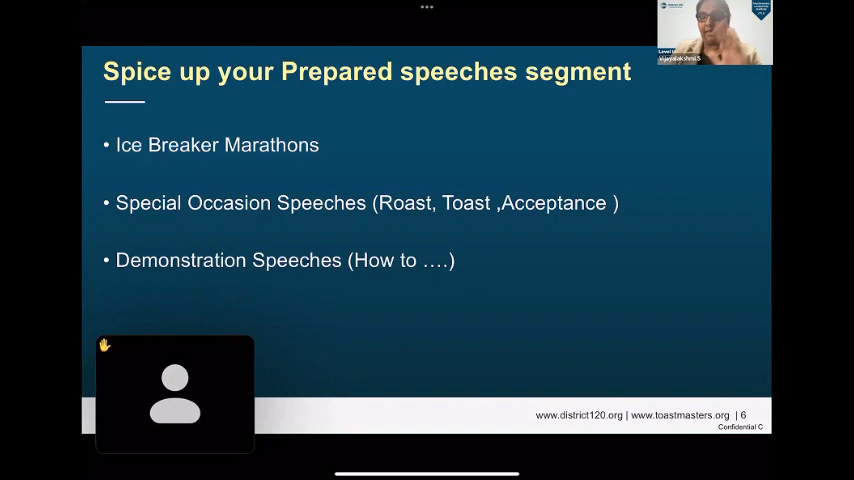 Spice up your Prepared speeches segment
• Ice Breaker Marathons
• Special Occasion Speeches (Roast, Toast ,Acceptance )
• Demonstration Speeches (How to ….)
www.district120.org | www.toastmasters.org | 6
Confidential C